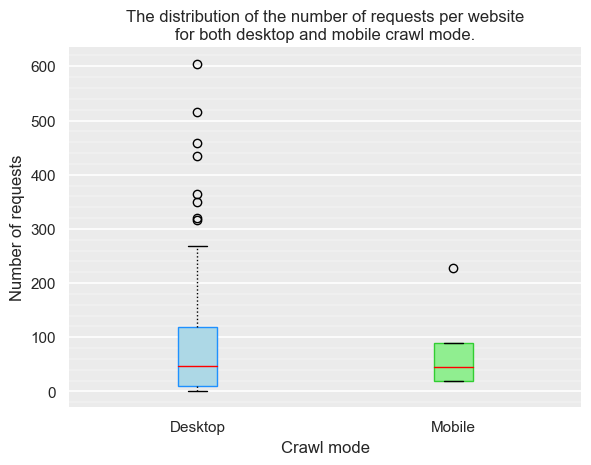 The distribution of the number of requests per website
for both desktop and mobile crawl mode.
600
500
400
300
200
100
0
Number of requests
Desktop
Mobile
Crawl mode